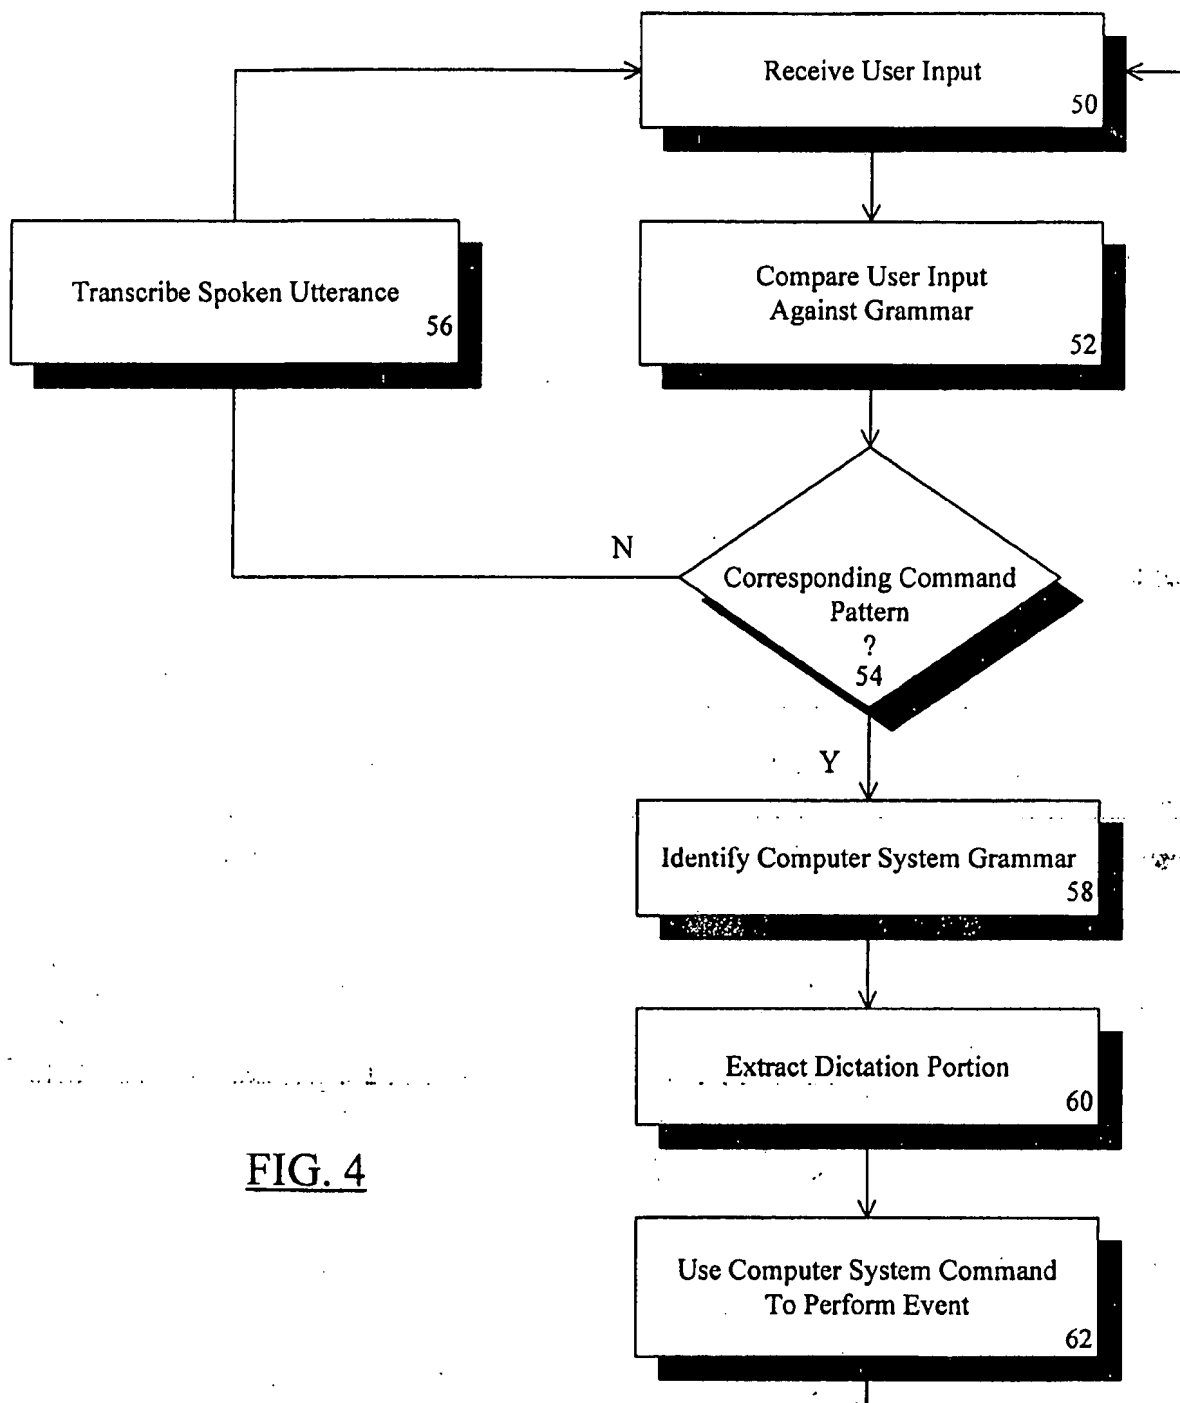 Receive User Input
50
Transcribe Spoken Utterance
56
Compare User Input
Against Grammar
52
N
Corresponding Command
Pattern
?
54
Y
Identify Computer System Grammar
58
Extract Dictation Portion
60
FIG. 4
Use Computer System Command
To Perform Event
62